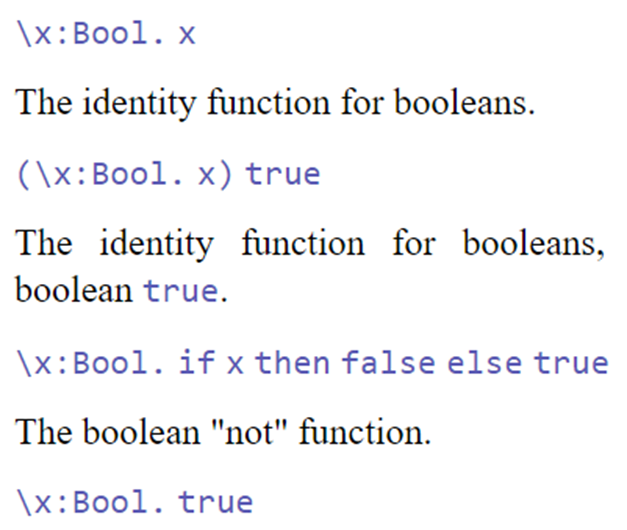 \x:Bool. x
The identity function for booleans.
(\x:Bool. x) true
The identity function for booleans,
boolean true.
\x:Bool. if x then false else true
The boolean "not" function.
\x:Bool. true